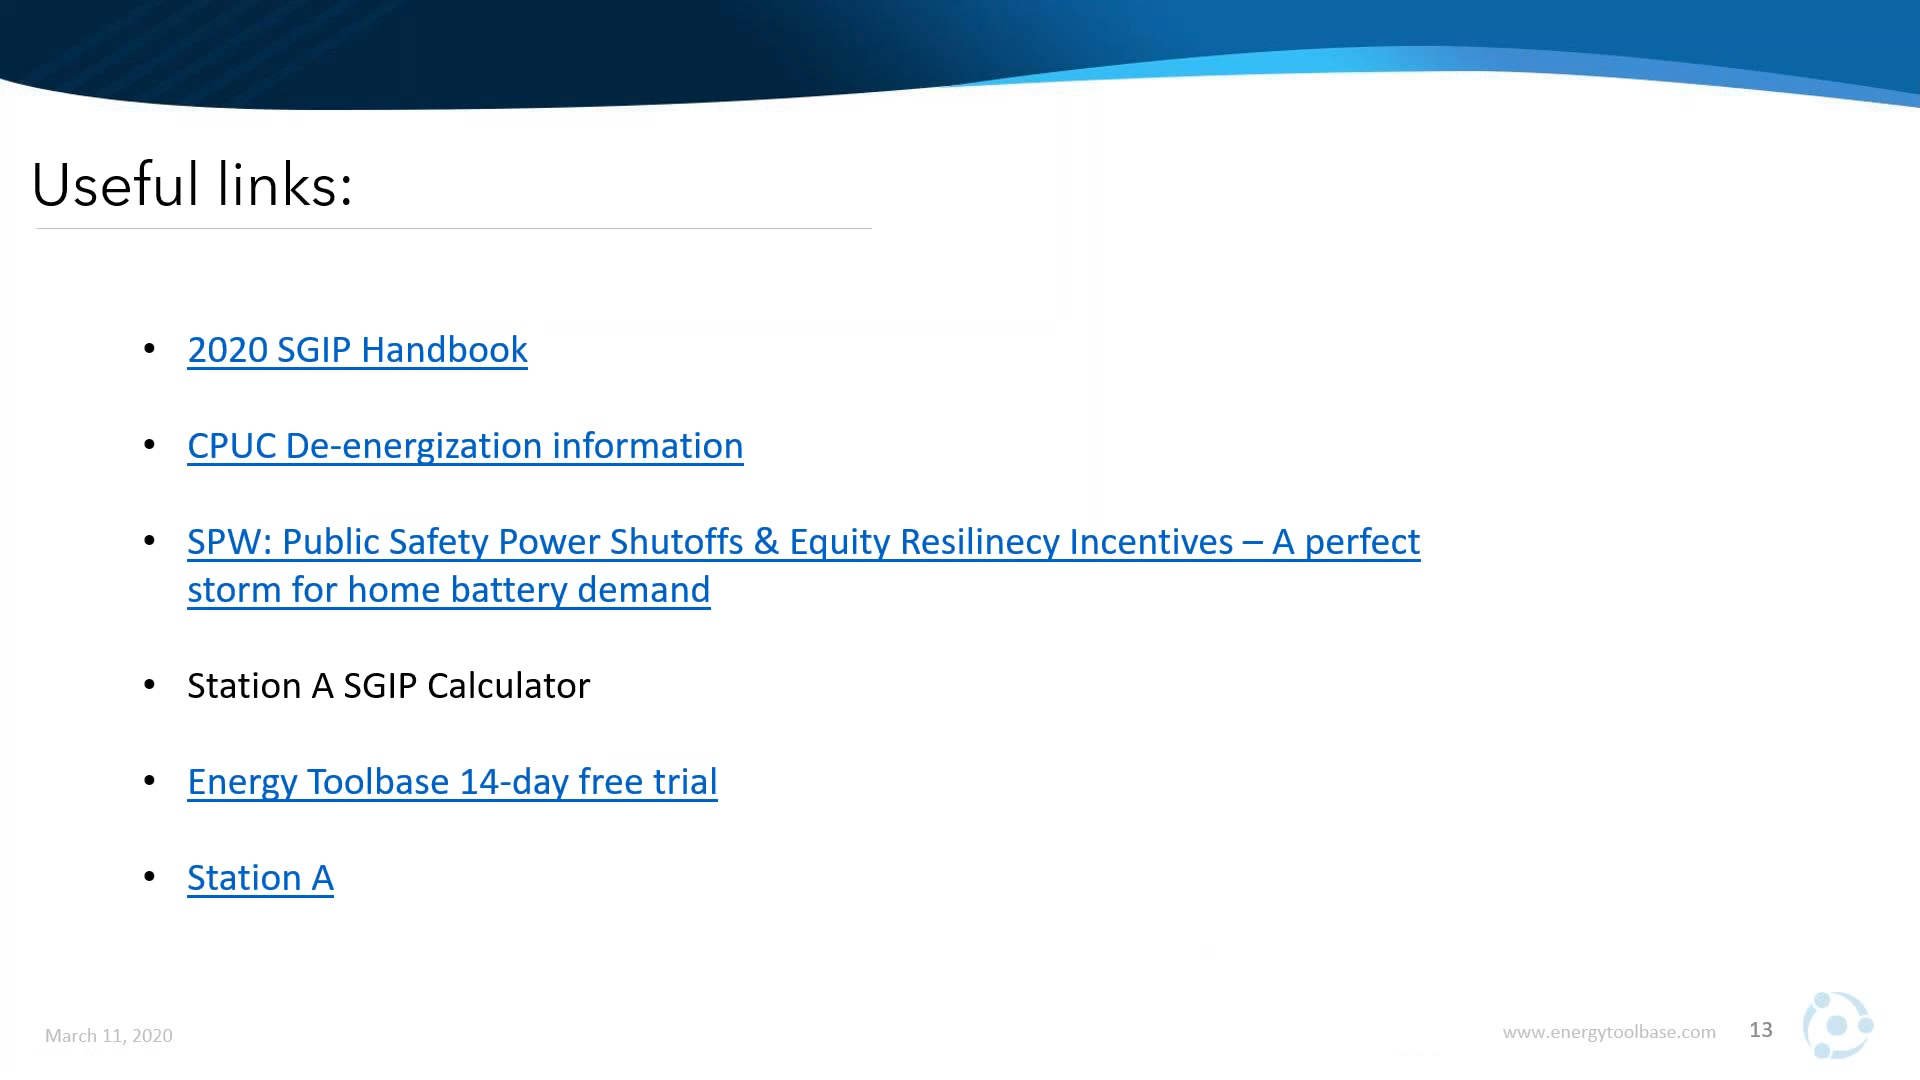 Useful links:
• 2020 SGIP Handbook
• CPUC De-energization information
• SPW: Public Safety Power Shutoffs & Equity Resilinecy Incentives – A perfect
storm for home battery demand
• Station A SGIP Calculator
• Energy Toolbase 14-day free trial
• Station A
March 11, 2020
www.energytoolbase.com 13